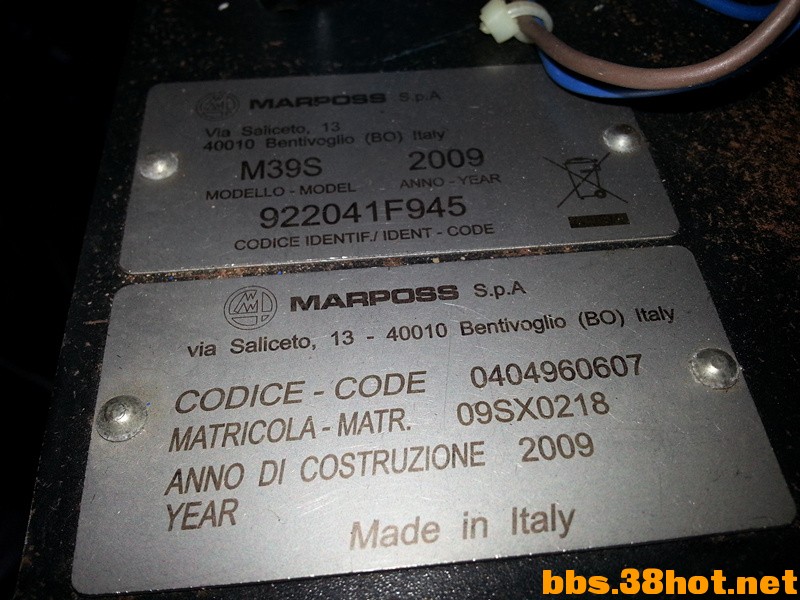 MARPOSS S.p.A
Via Saliceto, 13
40010 Bentivoglio (BO) Italy
M39S 2009
MODELLO - MODEL ANNO - YEAR
922041F945
CODICE IDENTIF./ IDENT - CODE
MARPOSS S.p.A
via Saliceto, 13 - 40010 Bentivoglio (BO) Italy
CODICE - CODE 0404960607
MATRICOLA - MATR. 09SX0218
ANNO DI COSTRUZIONE 2009
YEAR
Made in Italy
bbs.38hot.net